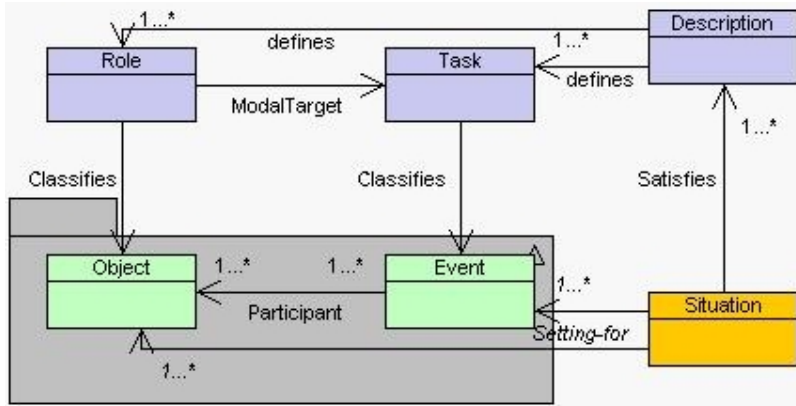 1...*
defines
Description
1...*
Role
Task
defines
ModalTarget
1...*
Classifies
Classifies
Satisfies
Object
1...*
1...*
Event
1...*
Participant
Situation
Setting-for
1...*